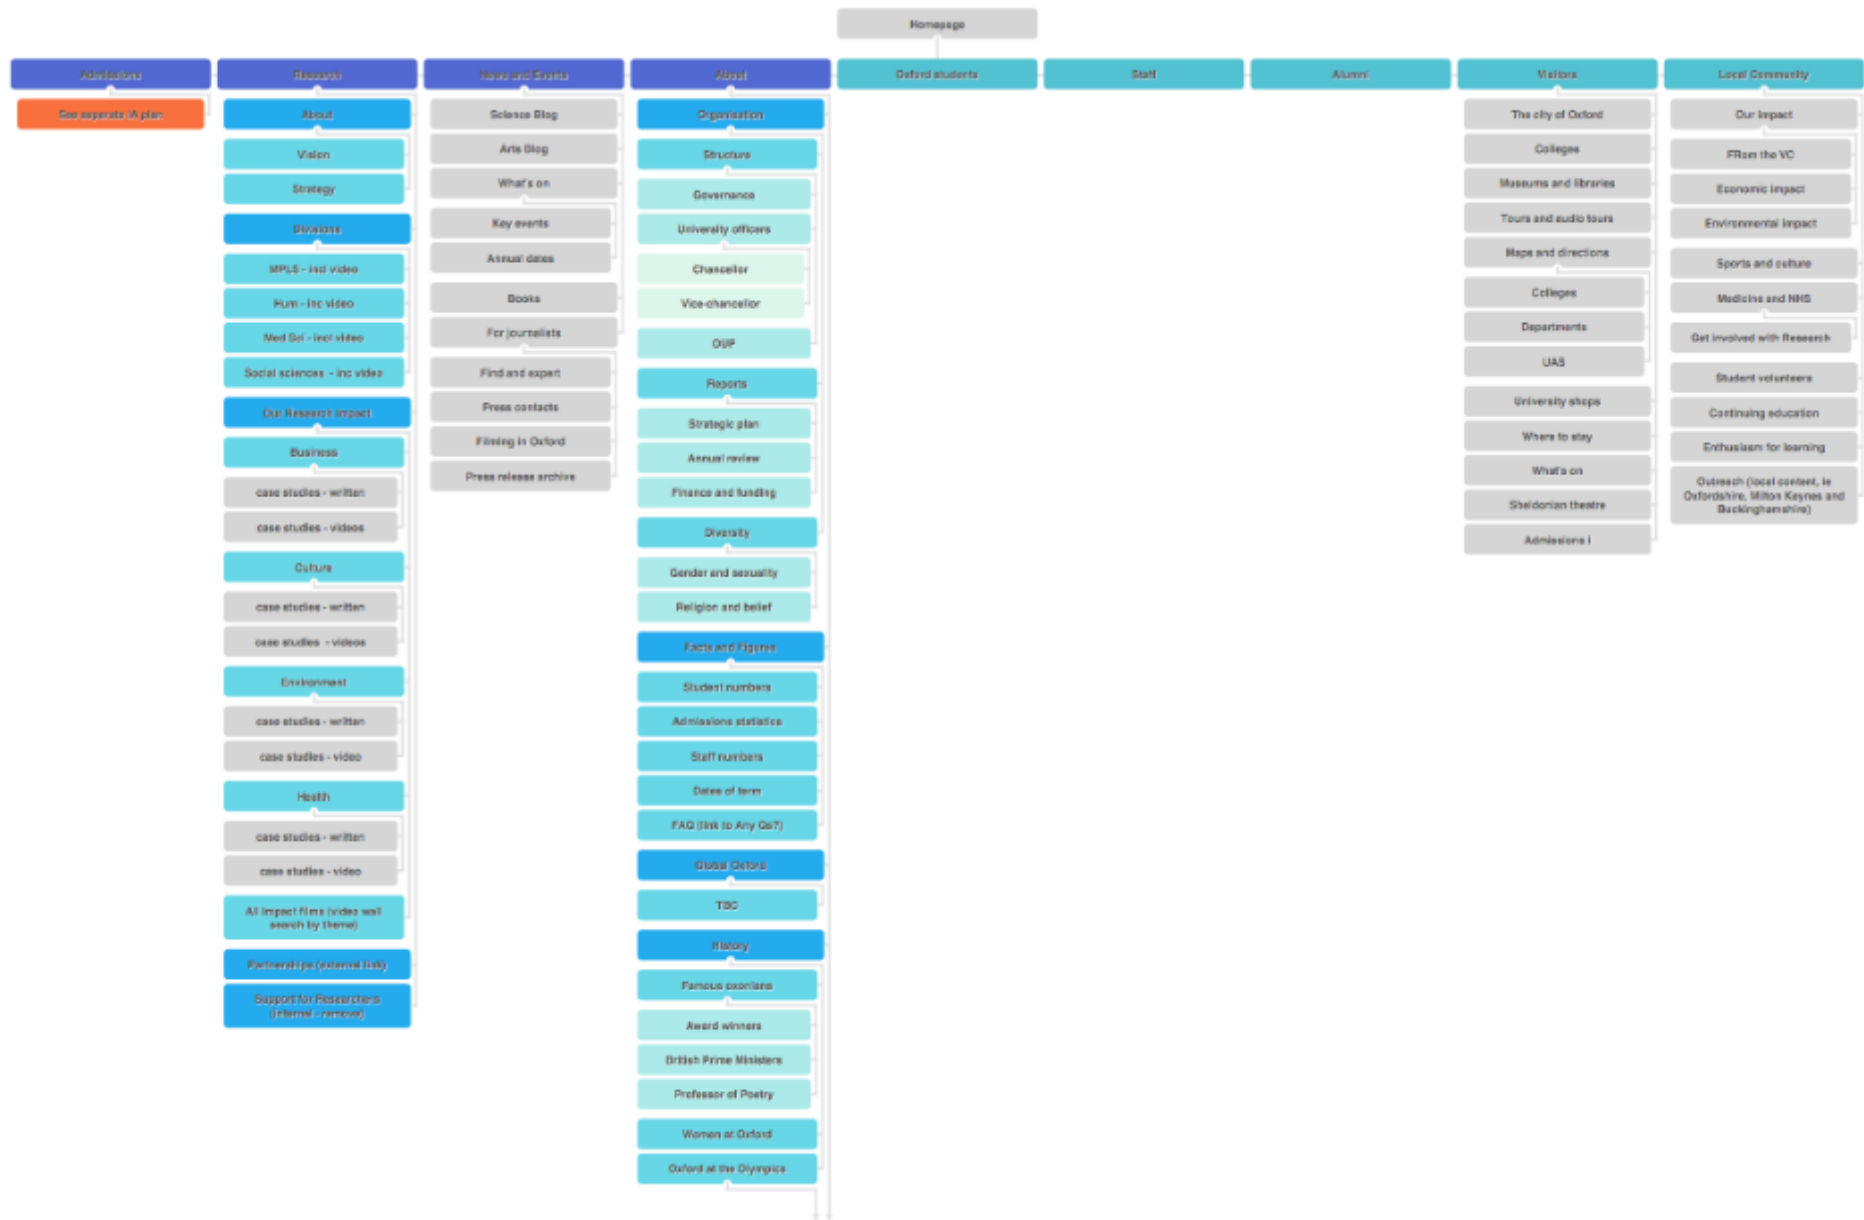 Homepage
Admissions
Research
News and Events
About
Oxford students
Staff
Alumni
Visitors
Local Community
See seperate IA plan
About
Vision
Strategy
Divisions
MPLS - incl video
Hum - inc video
Med Sci - incl video
Social sciences - inc video
Our Research Impact
Business
case studies - written
case studies - videos
Culture
case studies - written
case studies - videos
Environment
case studies - written
case studies - video
Health
case studies - written
case studies - video
All Impact films (video wall
search by theme)
Partnerships (external link)
Support for Researchers
(internal - remove)
Science Blog
Arts Blog
What's on
Key events
Annual dates
Books
For journalists
Find and expert
Press contacts
Filming in Oxford
Press release archive
Organisation
Structure
Governance
University officers
Chancellor
Vice-chancellor
OUP
Reports
Strategic plan
Annual review
Finance and funding
Diversity
Gender and sexuality
Religion and belief
Facts and Figures
Student numbers
Admissions statistics
Staff numbers
Dates of term
FAQ (link to Any Qs?)
Global Oxford
TBC
History
Famous oxonians
Award winners
British Prime Ministers
Professor of Poetry
Women at Oxford
Oxford at the Olympics
The city of Oxford
Colleges
Museums and libraries
Tours and audio tours
Maps and directions
Colleges
Departments
UAS
University shops
Where to stay
What's on
Sheldonian theatre
Admissions i
Our Impact
FRom the VC
Economic impact
Environmental impact
Sports and culture
Medicine and NHS
Get involved with Research
Student volunteers
Continuing education
Enthusiasm for learning
Outreach (local content, ie
Oxfordshire, Milton Keynes and
Buckinghamshire)